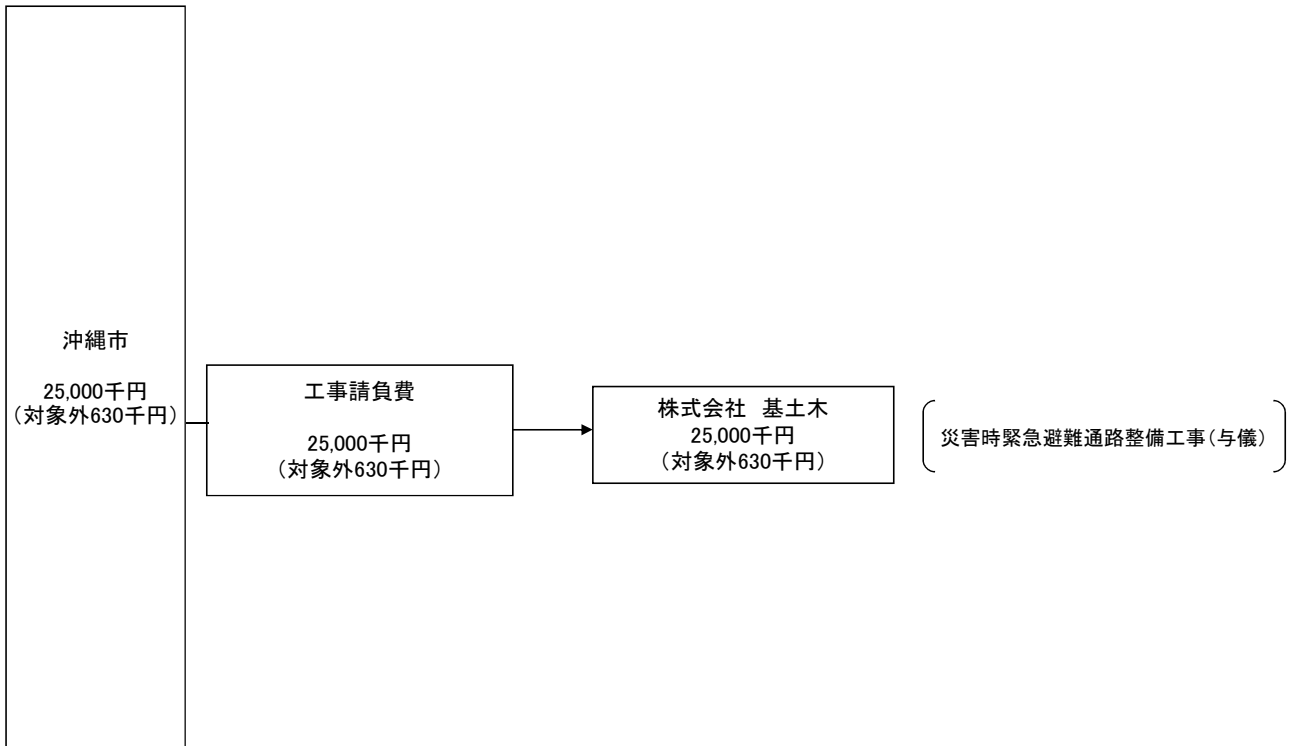 沖縄市
25,000千円
（対象外630千円）
工事請負費
25,000千円
（対象外630千円）
株式会社　基土木
25,000千円
（対象外630千円）
災害時緊急避難通路整備工事（与儀）